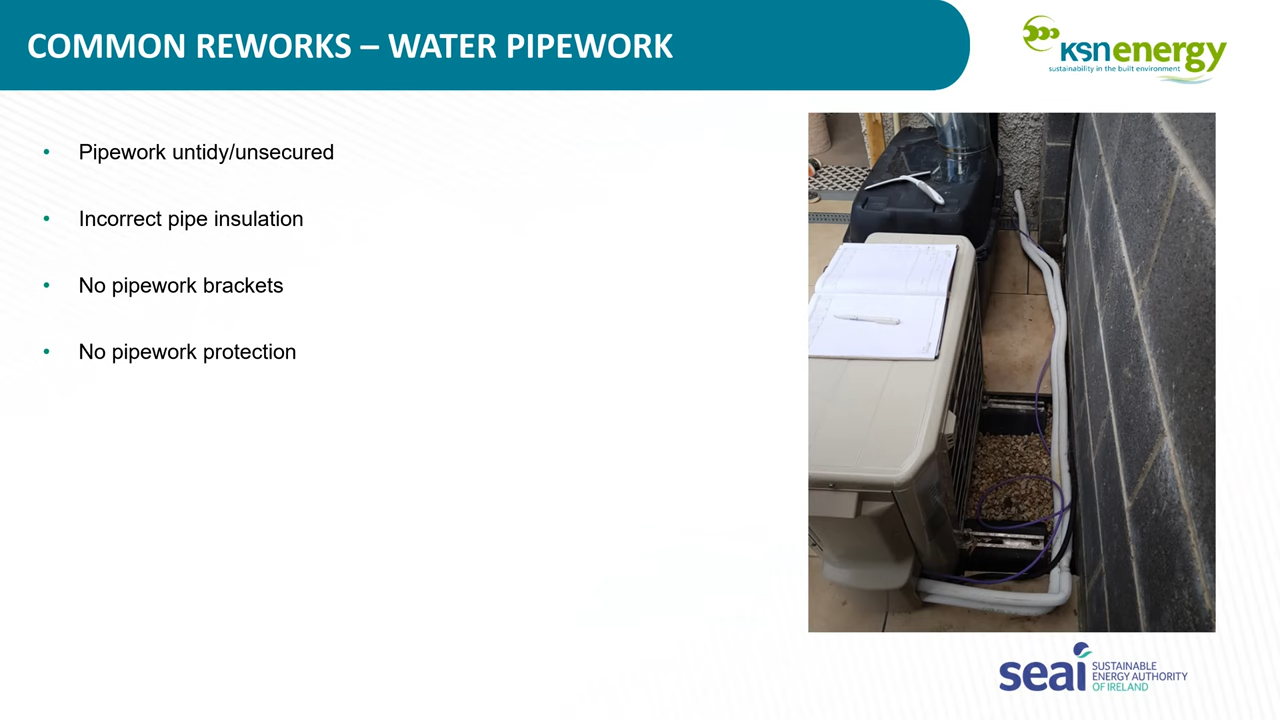 COMMON REWORKS – WATER PIPEWORK
KSNenergy
sustainability in the built environment
• Pipework untidy/unsecured
• Incorrect pipe insulation
• No pipework brackets
• No pipework protection
seai
SUSTAINABLE
ENERGY AUTHORITY
OF IRELAND